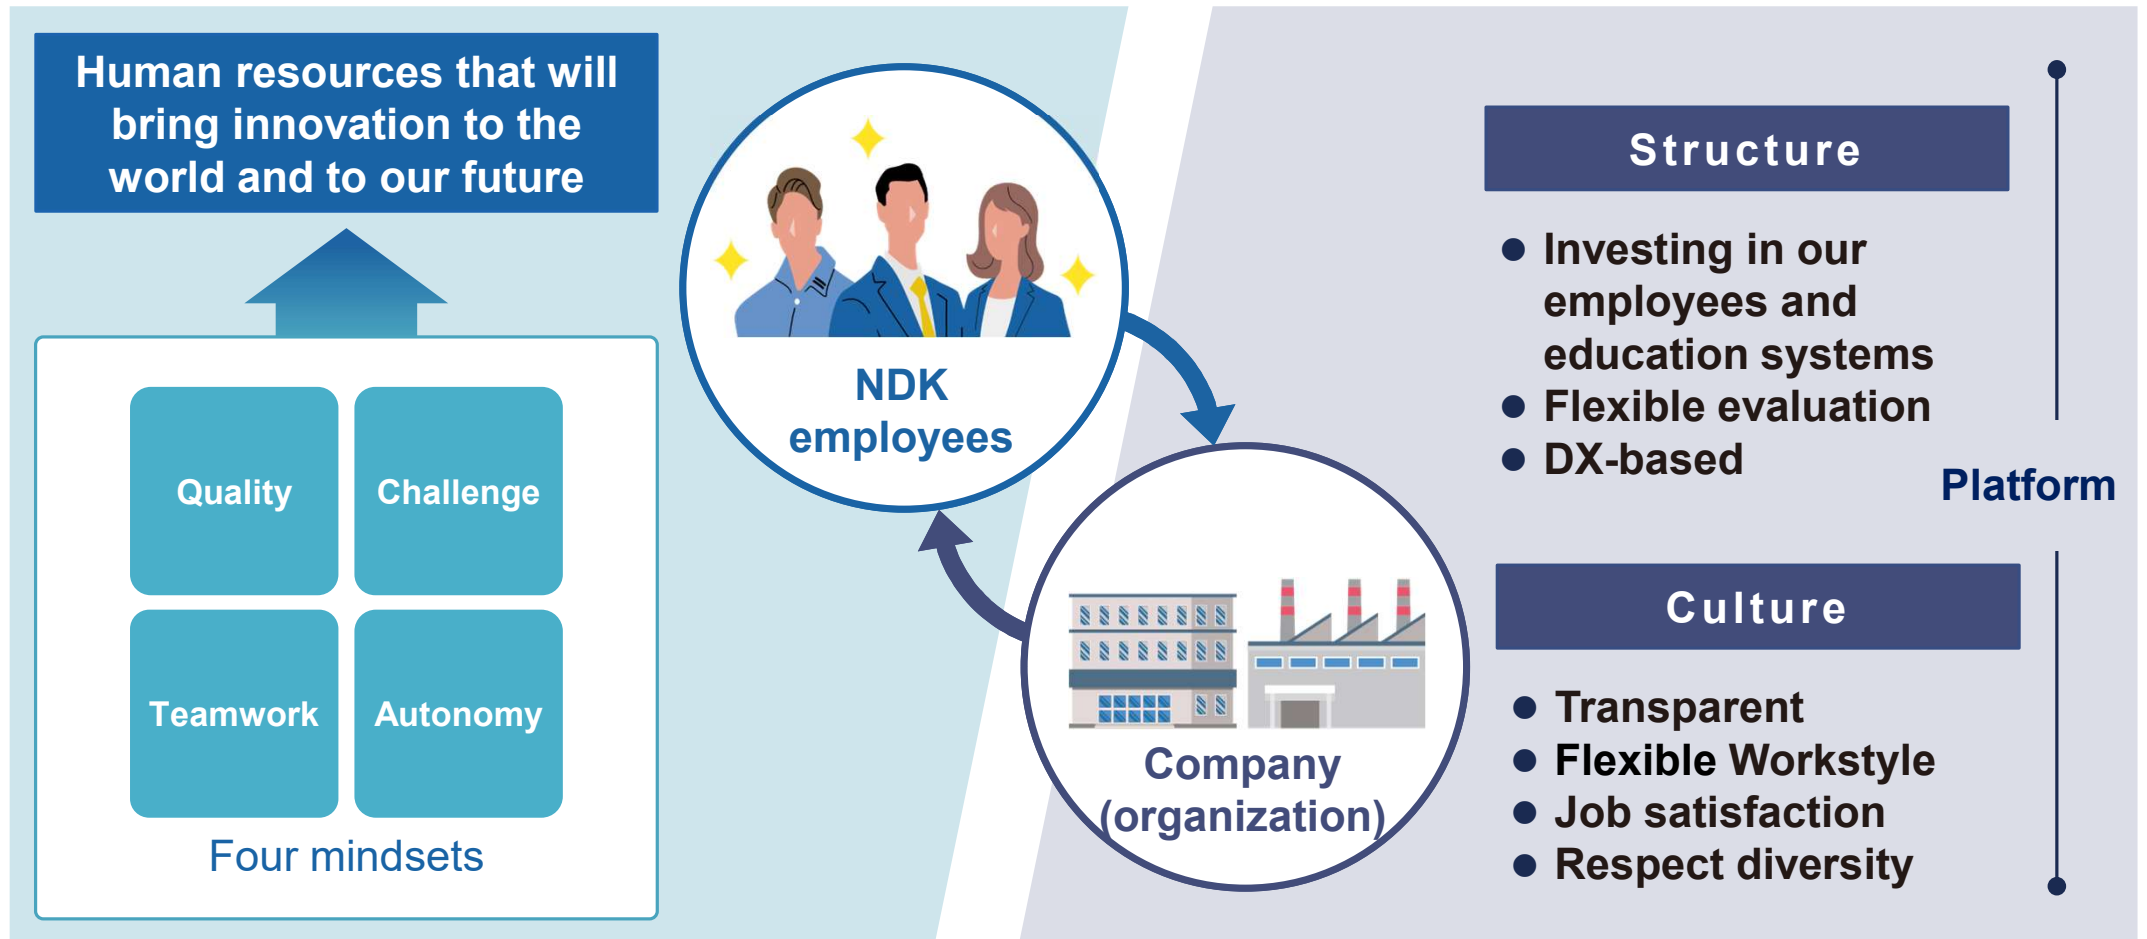 Human resources that will
bring innovation to the
world and to our future
Quality
Challenge
Teamwork
Autonomy
Four mindsets
NDK
employees
Company
(organization)
Structure
● Investing in our
employees and
education systems
● Flexible evaluation
● DX-based
Platform
Culture
● Transparent
● Flexible Workstyle
● Job satisfaction
● Respect diversity